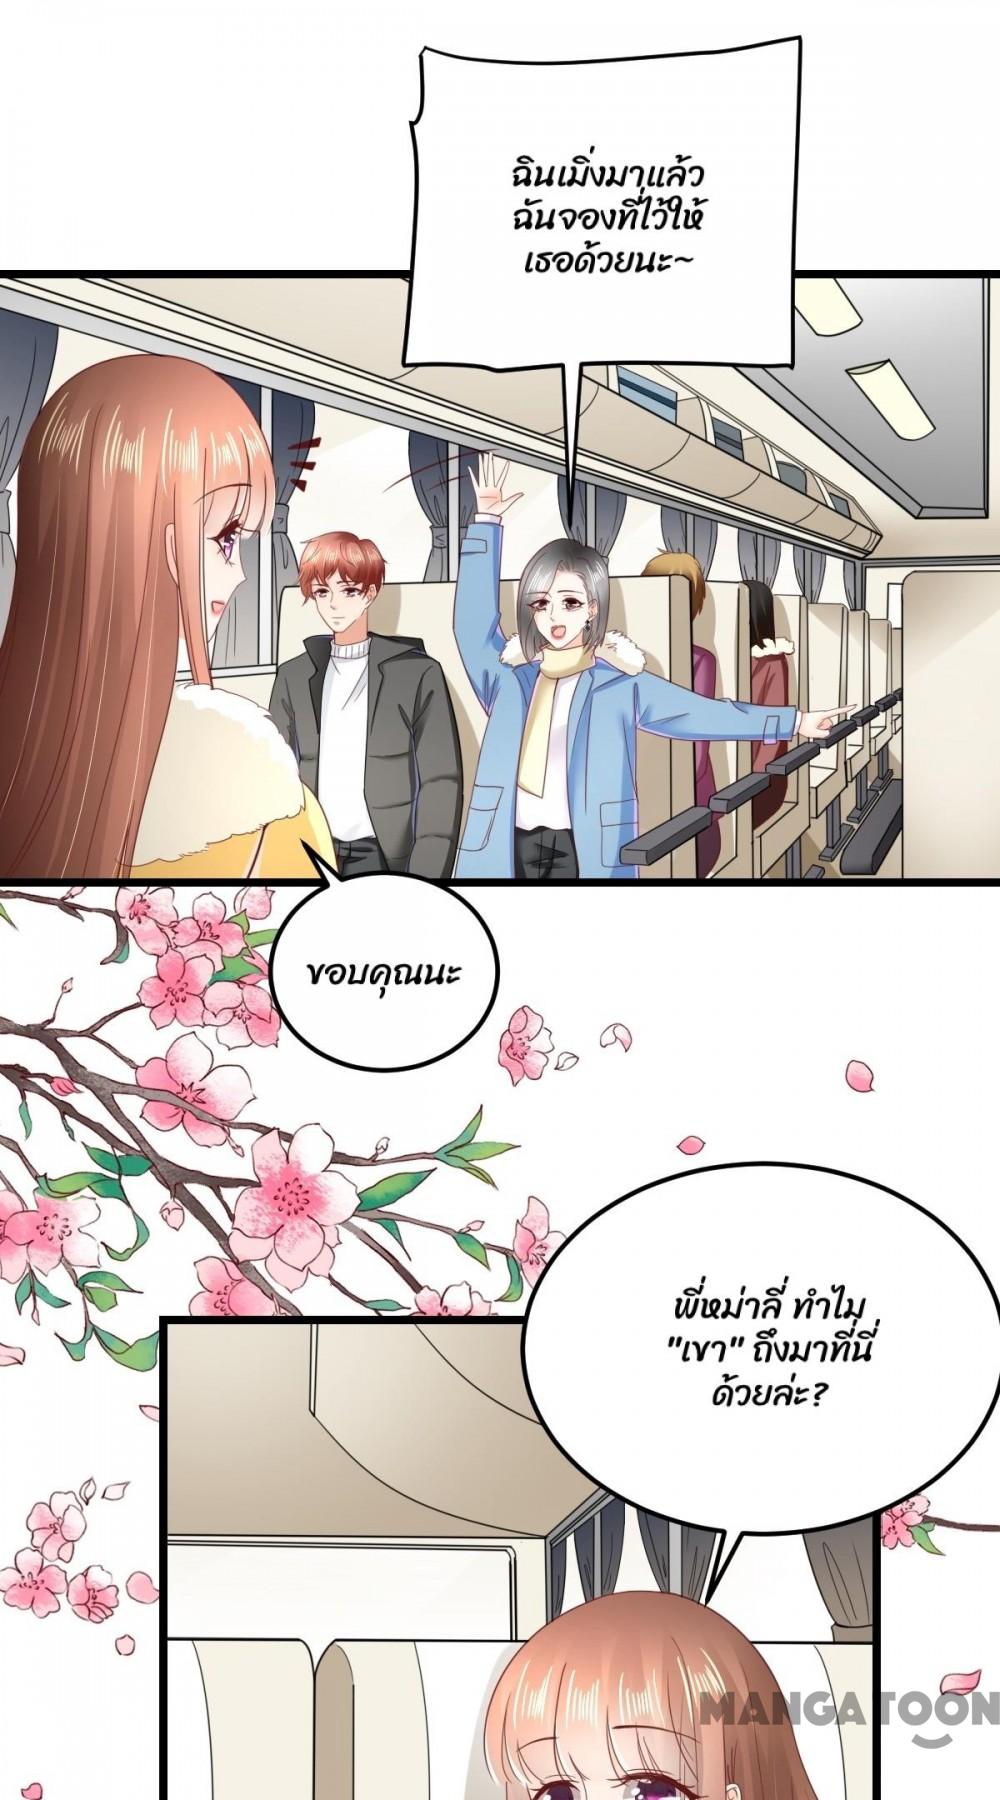 ฉินเมิ่งมาแล้ว
ฉันจองที่ไว้ให้
เธอด้วยนะ~
ขอบคุณนะ
พี่หม่าลี่ ทำไม
"เขา" ถึงมาที่นี่
ด้วยล่ะ?
MANGATOON